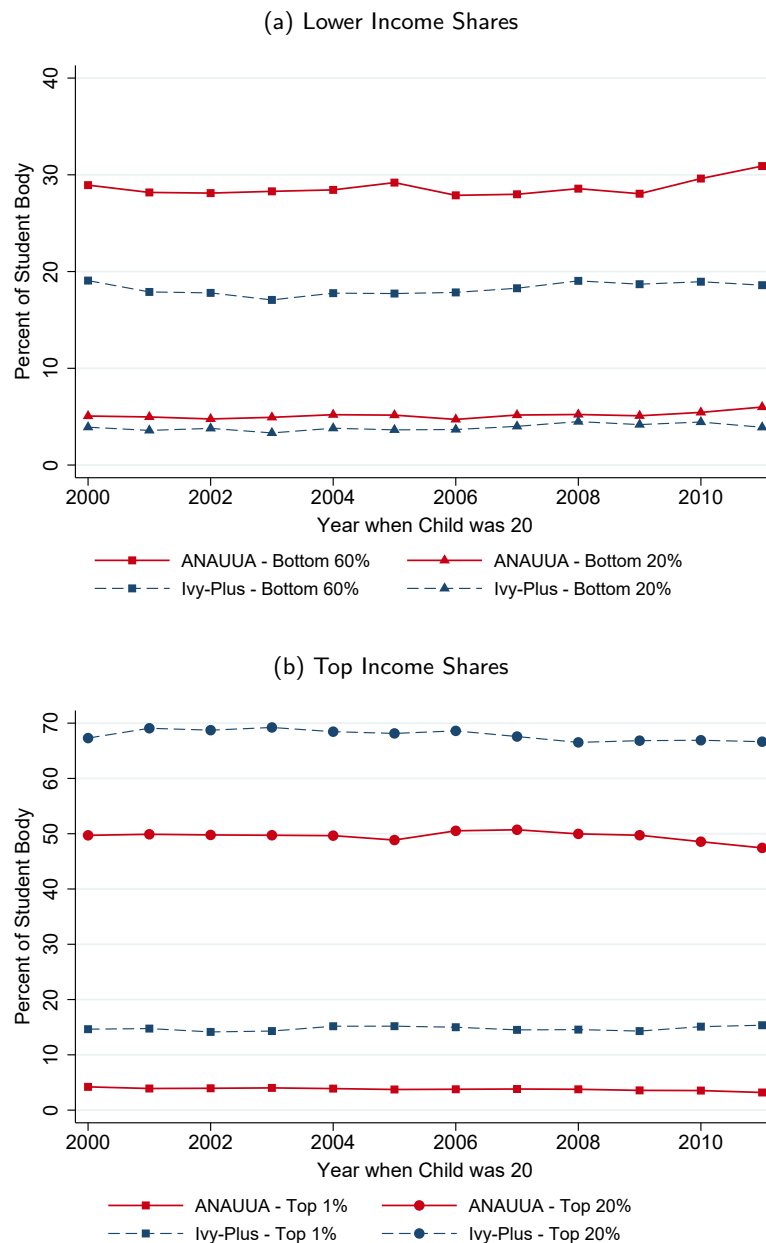 (a) Lower Income Shares
40
30
20
10
0
Percent of Student Body
2000 2002 2004 2006 2008 2010
Year when Child was 20
ANAUUA - Bottom 60% ANAUUA - Bottom 20%
Ivy-Plus - Bottom 60% Ivy-Plus - Bottom 20%
(b) Top Income Shares
70
60
50
40
30
20
10
0
Percent of Student Body
2000 2002 2004 2006 2008 2010
Year when Child was 20
ANAUUA - Top 1% ANAUUA - Top 20%
Ivy-Plus - Top 1% Ivy-Plus - Top 20%